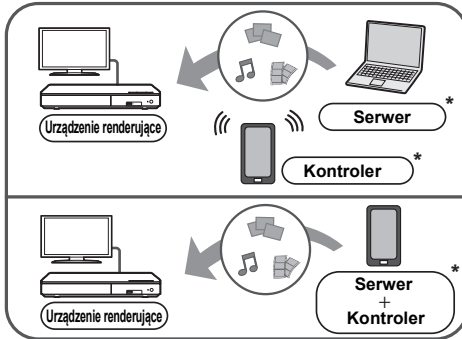 Urządzenie renderujące
Serwer*
Kontroler*
Urządzenie renderujące
Serwer*
+
Kontroler